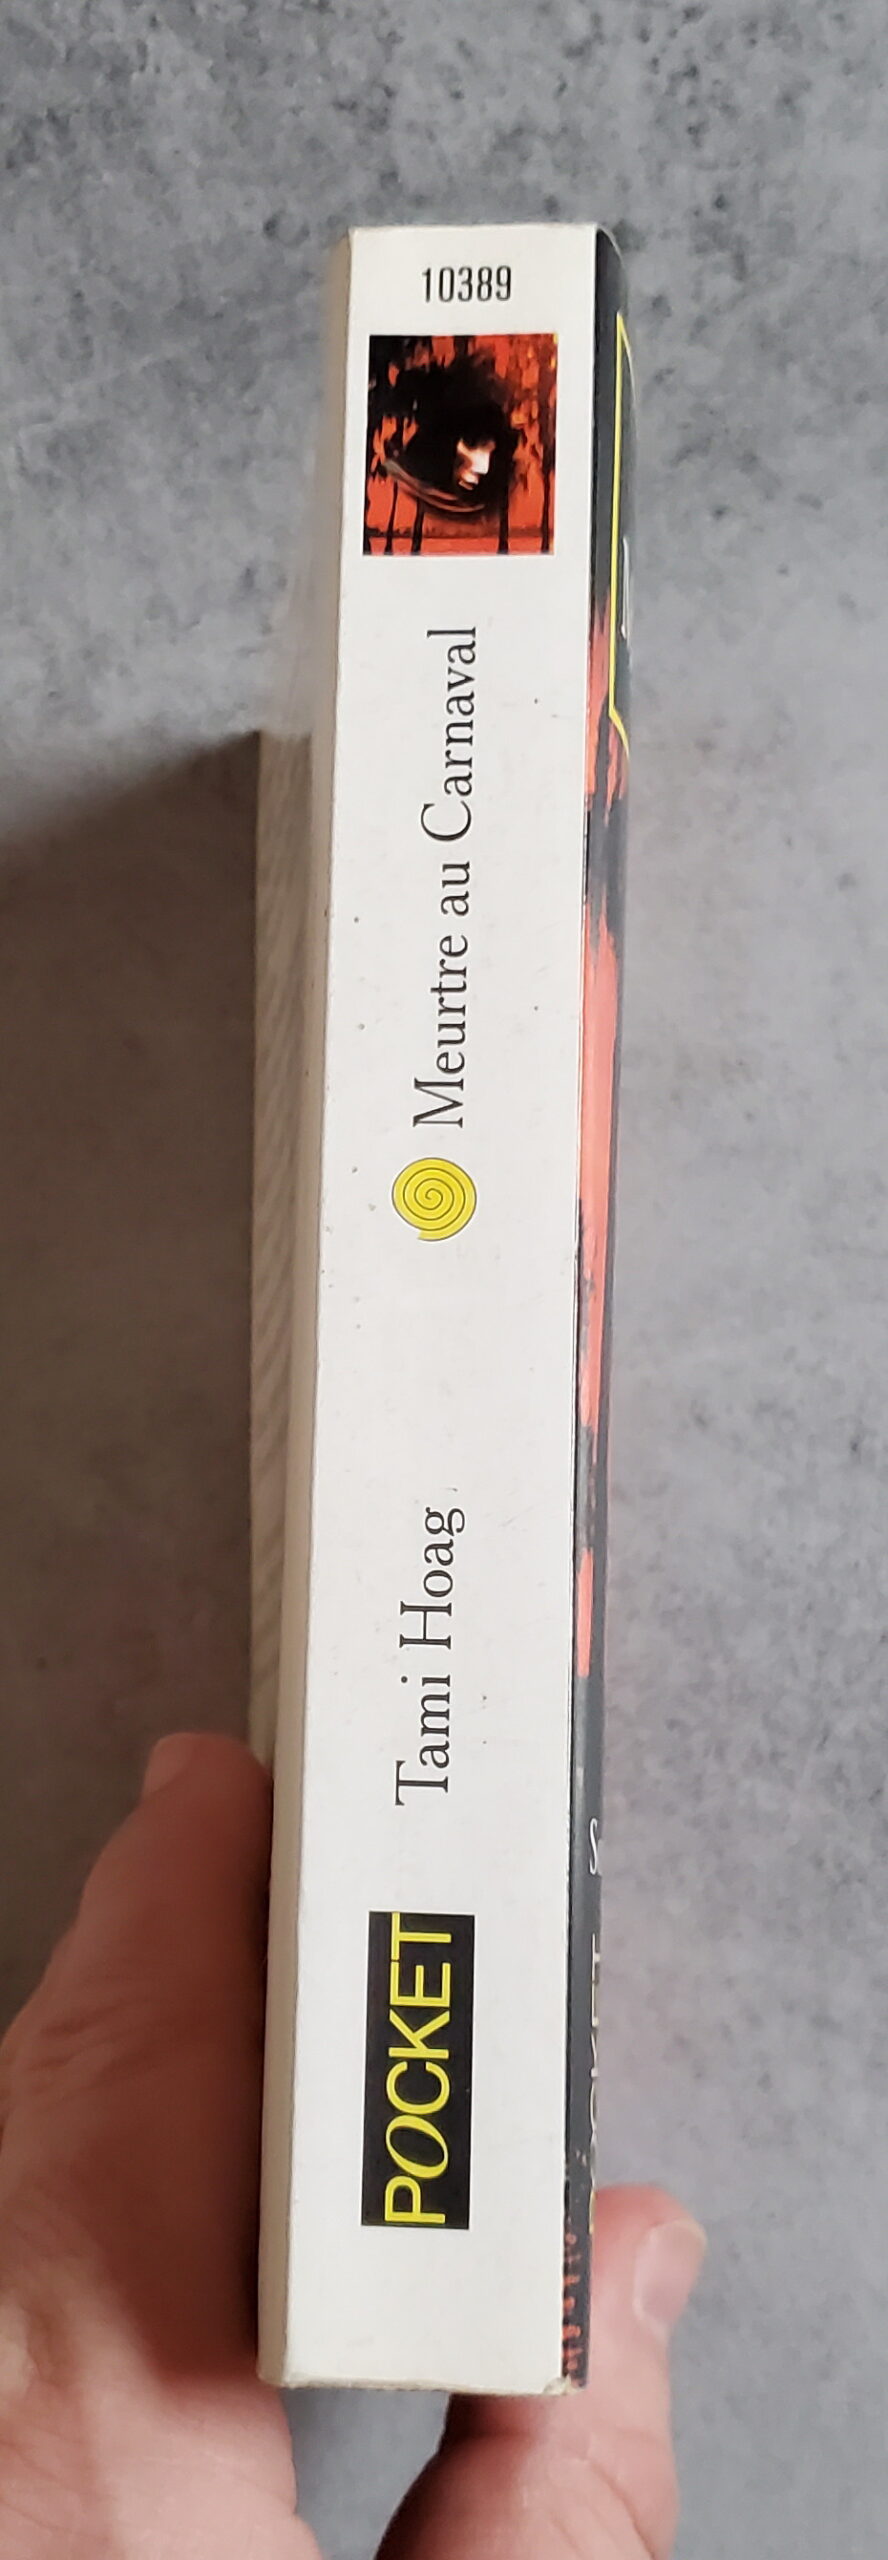 10389
Meurtre au Carnaval
Tami Hoag
POCKET